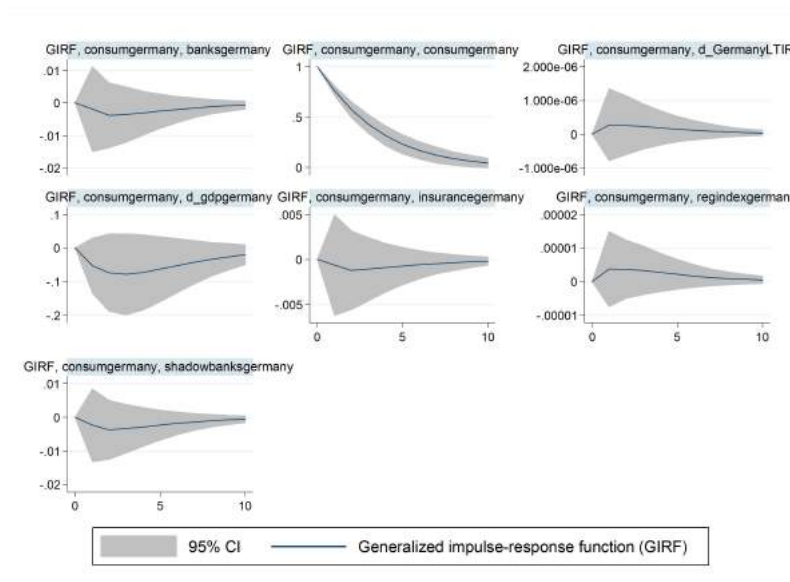 GIRF, consumgermany, banksgermany
GIRF, consumgermany, consumgermany
GIRF, consumgermany, d_GermanyLTIR
.01
0
-.01
-.02
1
.5
0
2.000e-06
1.000e-06
0
-1.000e-06
GIRF, consumgermany, d_gdpgermany
GIRF, consumgermany, insurancegermany
GIRF, consumgermany, regindexgerman
.1
0
-.1
-.2
.005
0
-.005
0 5 10
.00002
.00001
0
-.00001
0 5 10
GIRF, consumgermany, shadowbanksgermany
.01
0
-.01
-.02
0 5 10
95% CI
Generalized impulse-response function (GIRF)